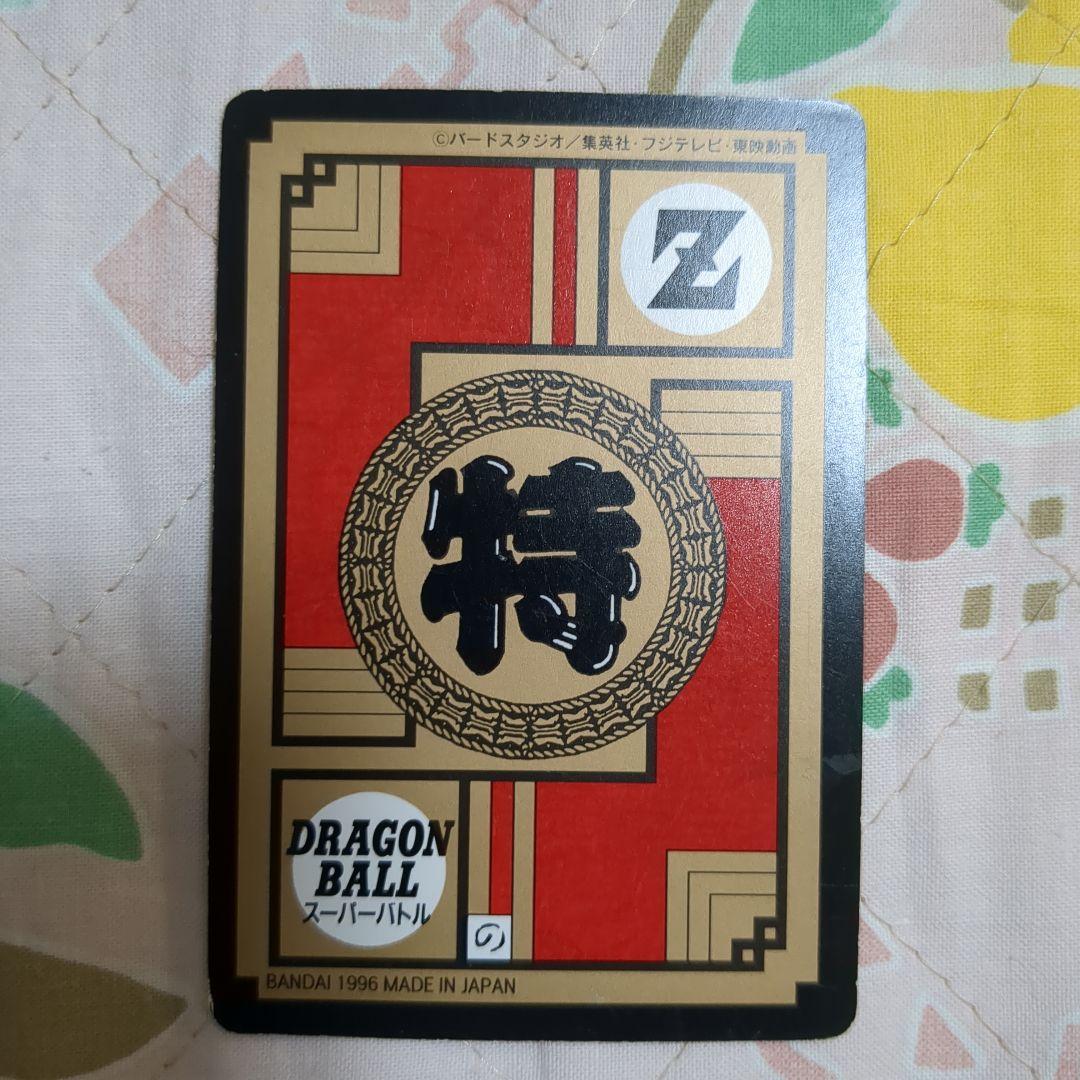 ©バードスタジオ／集英社・フジテレビ・東映動画
Z
特
DRAGON
BALL
スーパーバトル
の
BANDAI 1996 MADE IN JAPAN